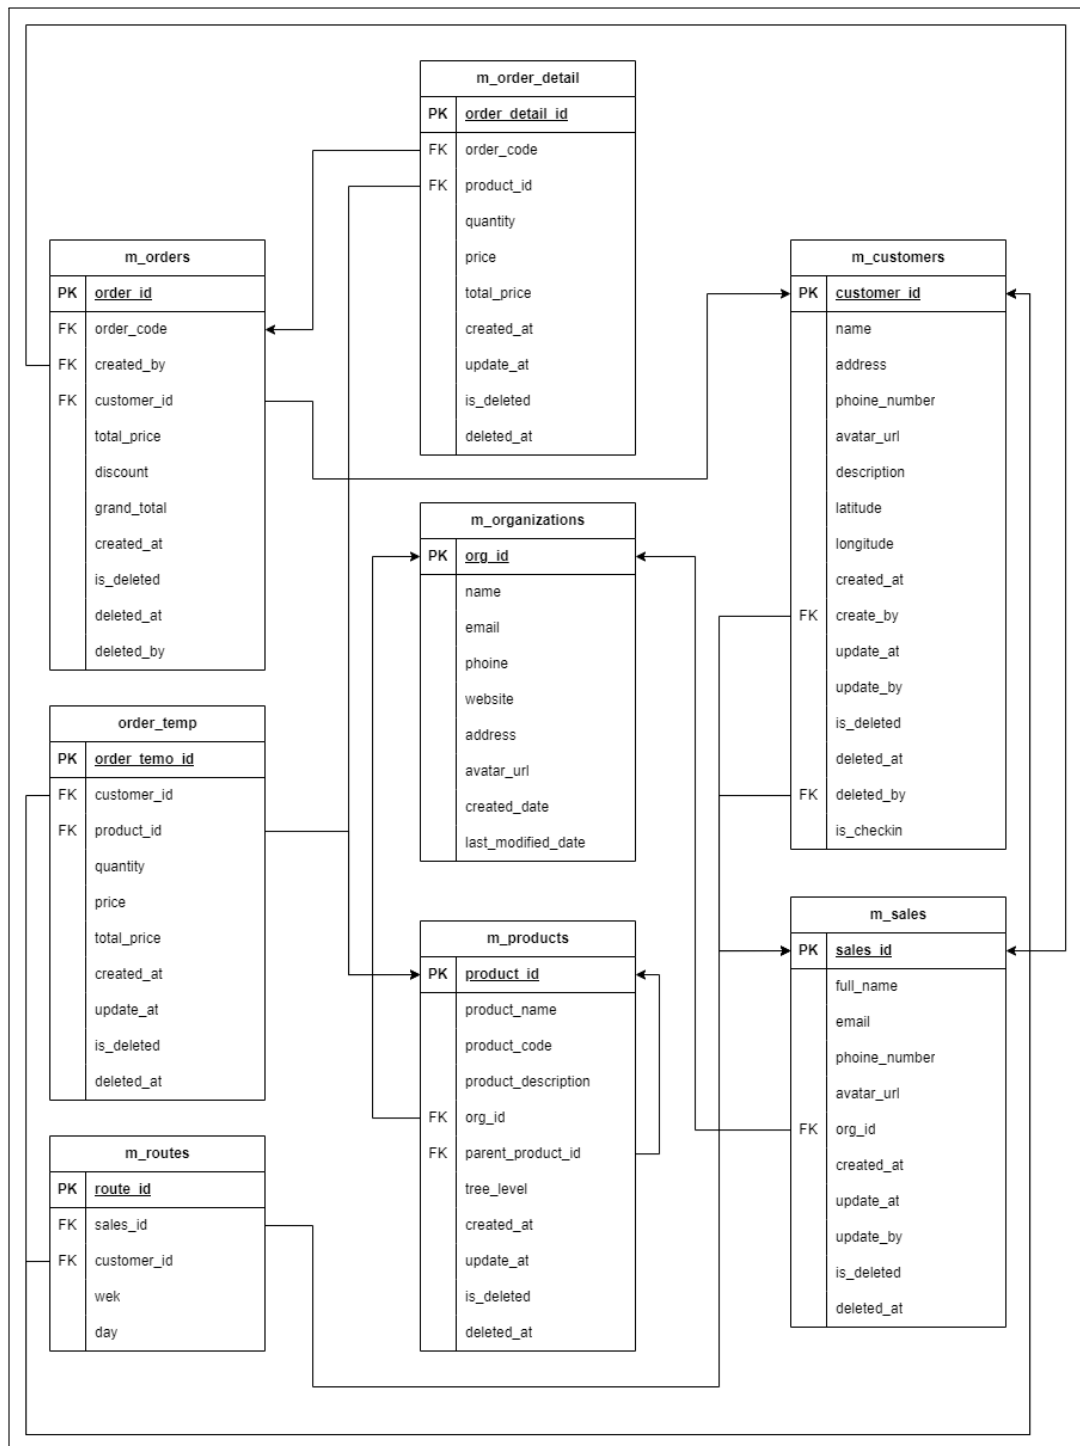 m_order_detail
PK order_detail_id
FK order_code
FK product_id
quantity
price
total_price
created_at
update_at
is_deleted
deleted_at
m_orders
PK order_id
FK order_code
FK created_by
FK customer_id
total_price
discount
grand_total
created_at
is_deleted
deleted_at
deleted_by
m_customers
PK customer_id
name
address
phoine_number
avatar_url
description
latitude
longitude
created_at
FK create_by
update_at
update_by
is_deleted
deleted_at
FK deleted_by
is_checkin
m_organizations
PK org_id
name
email
phoine
website
address
avatar_url
created_date
last_modified_date
order_temp
PK order_temo_id
FK customer_id
FK product_id
quantity
price
total_price
created_at
update_at
is_deleted
deleted_at
m_products
PK product_id
product_name
product_code
product_description
FK org_id
FK parent_product_id
tree_level
created_at
update_at
is_deleted
deleted_at
m_sales
PK sales_id
full_name
email
phoine_number
avatar_url
FK org_id
created_at
update_at
update_by
is_deleted
deleted_at
m_routes
PK route_id
FK sales_id
FK customer_id
wek
day